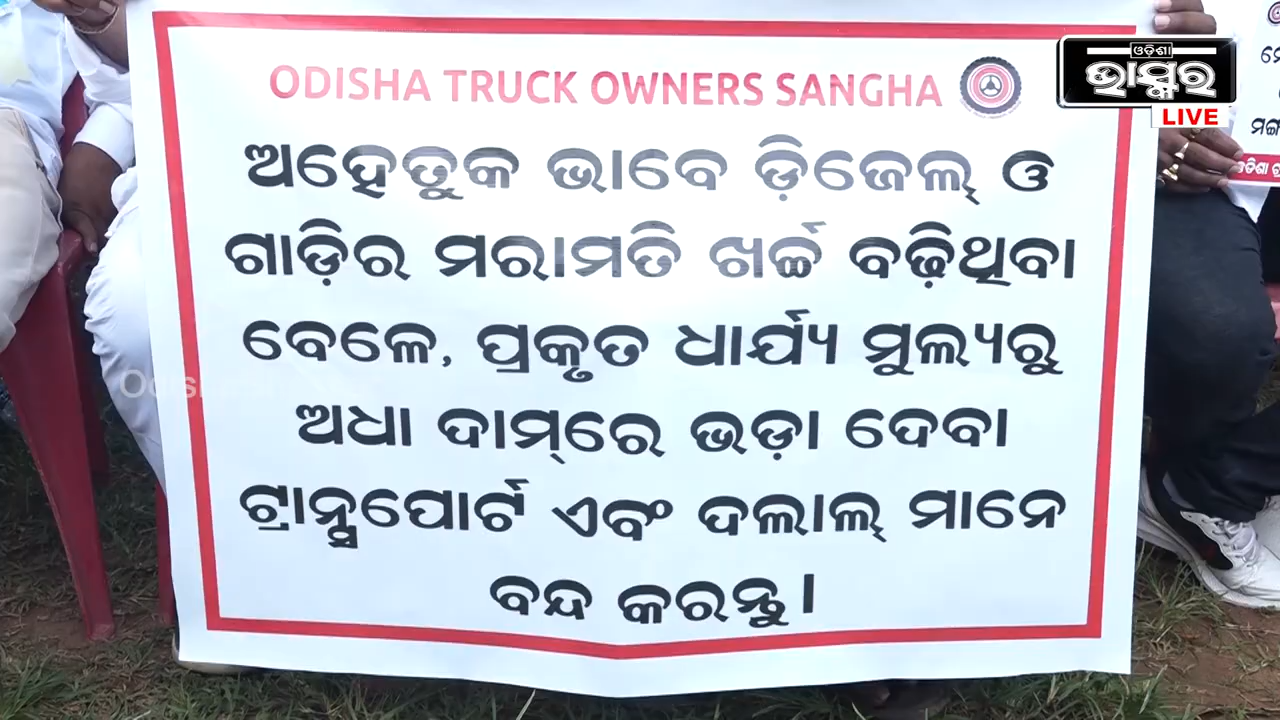 ODISHA TRUCK OWNERS SANGHA
ଅହେତୁକ ଭାବେ ଡ଼ିଜେଲ୍ ଓ
ଗାଡ଼ିର ମରାମତି ଖର୍ଚ୍ଚ ବଢ଼ିଥିବା
ବେଳେ, ପ୍ରକୃତ ଧାର୍ଯ୍ୟ ମୁଲ୍ୟରୁ
ଅଧା ଦାମ୍‌ରେ ଭଡ଼ା ଦେବା
ଟ୍ରାନ୍ସପୋର୍ଟ ଏବଂ ଦଲାଲ୍ ମାନେ
ବନ୍ଦ କରନ୍ତୁ।
ଓଡ଼ିଶା
ଭାସ୍କର
LIVE